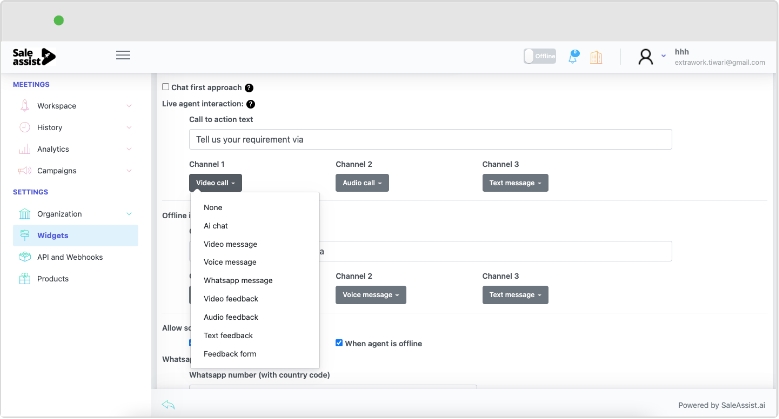 Sale
assist
Offline
hhh
extrawork.tiwari@gmail.com
MEETINGS
Workspace
History
Analytics
Campaigns
SETTINGS
Organization
Widgets
API and Webhooks
Products
Chat first approach ?
Live agent interaction: ?
Call to action text
Tell us your requirement via
Channel 1 Channel 2 Channel 3
Video call Audio call Text message
None
Ai chat
Video message
Voice message
Whatsapp message
Video feedback
Audio feedback
Text feedback
Feedback form
Offline i
a
Channel 2 Channel 3
Voice message Text message
Allow sc
When agent is offline
Whatsa
Whatsapp number (with country code)
Powered by SaleAssist.ai